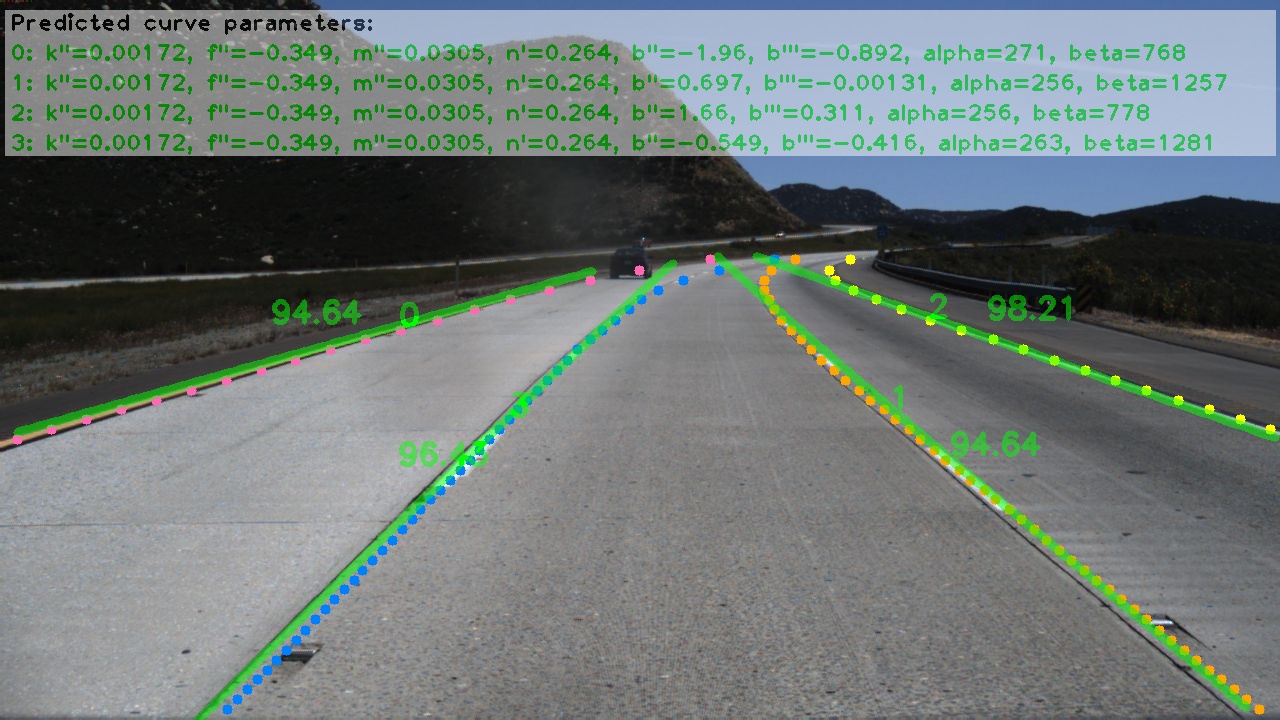 Predicted curve parameters:
0: k''=0.00172, f''=−0.349, m''=0.0305, n'=0.264, b''=−1.96, b'''=−0.892, alpha=271, beta=768
1: k''=0.00172, f''=−0.349, m''=0.0305, n'=0.264, b''=0.697, b'''=−0.00131, alpha=256, beta=1257
2: k''=0.00172, f''=−0.349, m''=0.0305, n'=0.264, b''=1.66, b'''=0.311, alpha=256, beta=778
3: k''=0.00172, f''=−0.349, m''=0.0305, n'=0.264, b''=−0.549, b'''=−0.416, alpha=263, beta=1281
94.64 0
2 98.21
1
94.64